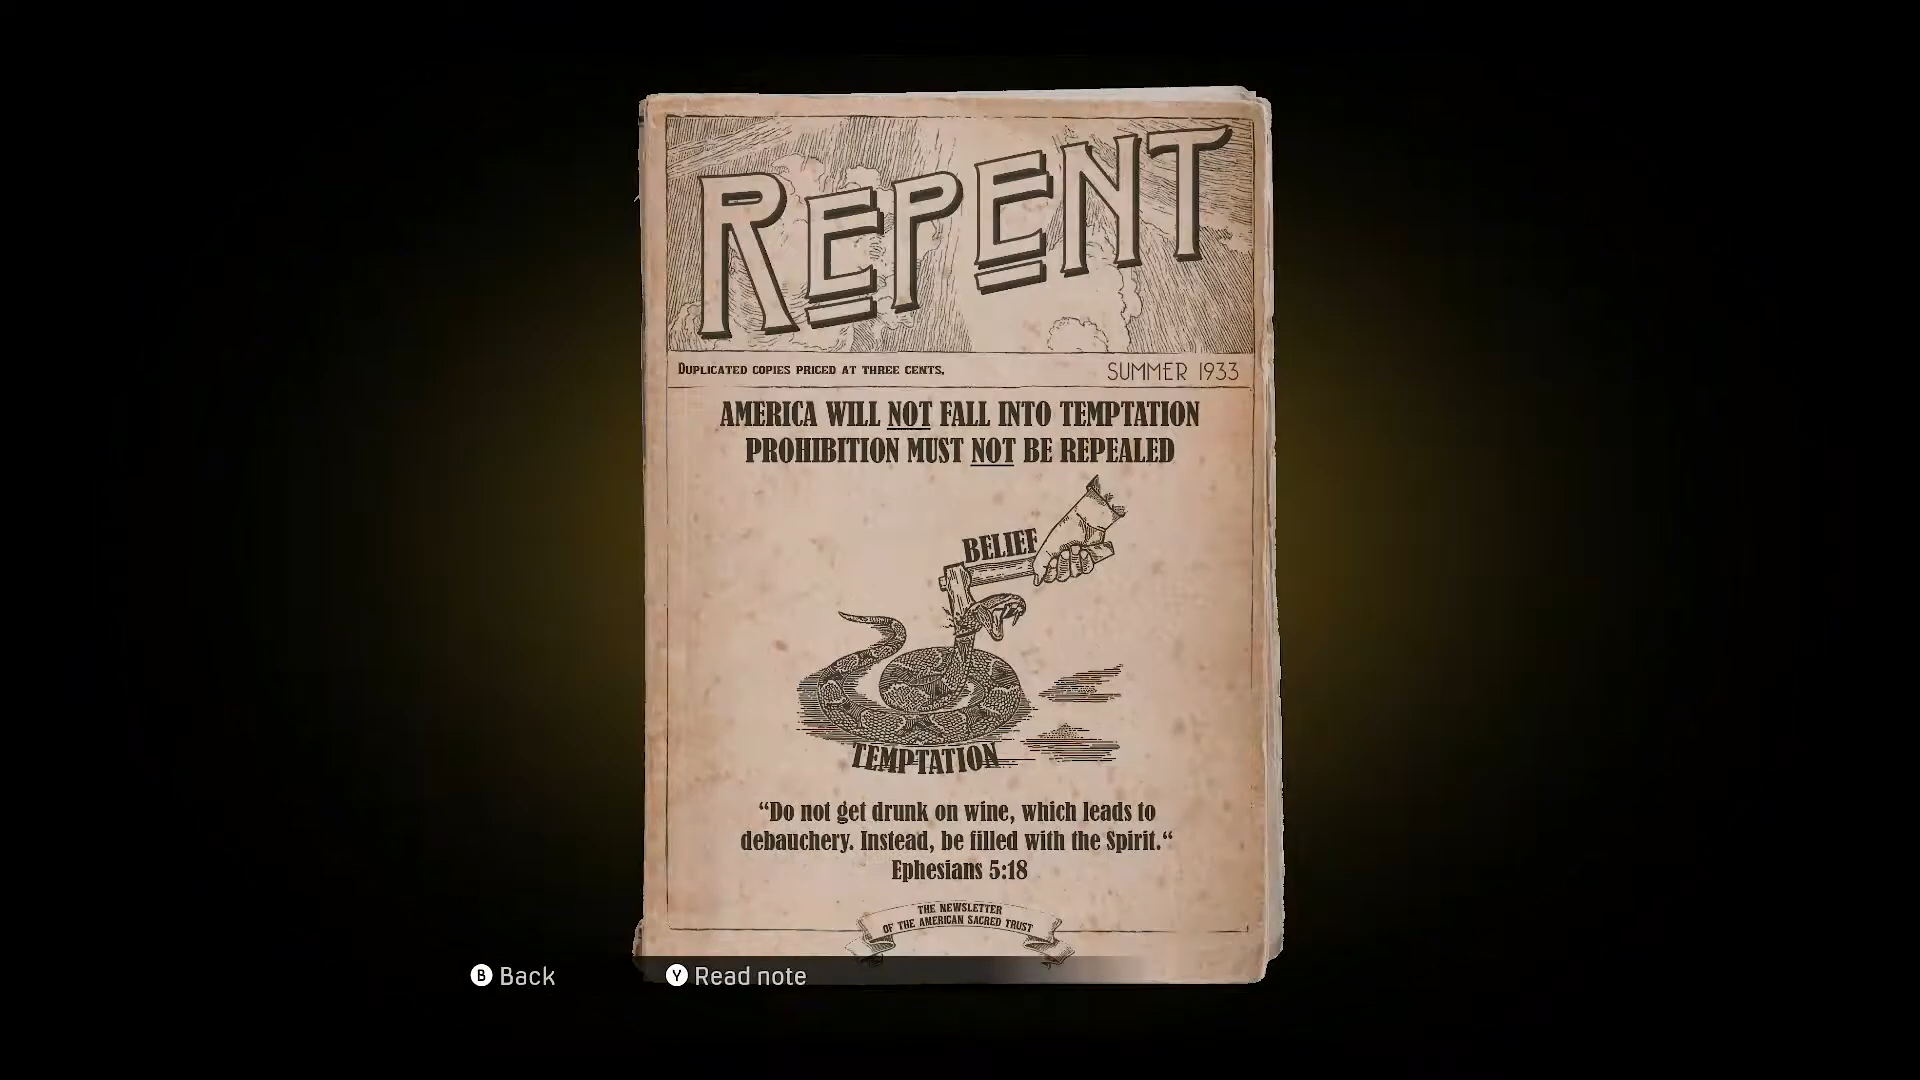 REPENT
DUPLICATED COPIES PRICED AT THREE CENTS.
SUMMER 1933
AMERICA WILL NOT FALL INTO TEMPTATION
PROHIBITION MUST NOT BE REPEALED
BELIEF
TEMPTATION
“Do not get drunk on wine, which leads to
debauchery. Instead, be filled with the Spirit.“
Ephesians 5:18
THE NEWSLETTER
OF THE AMERICAN SACRED TRUST
B Back
Y Read note